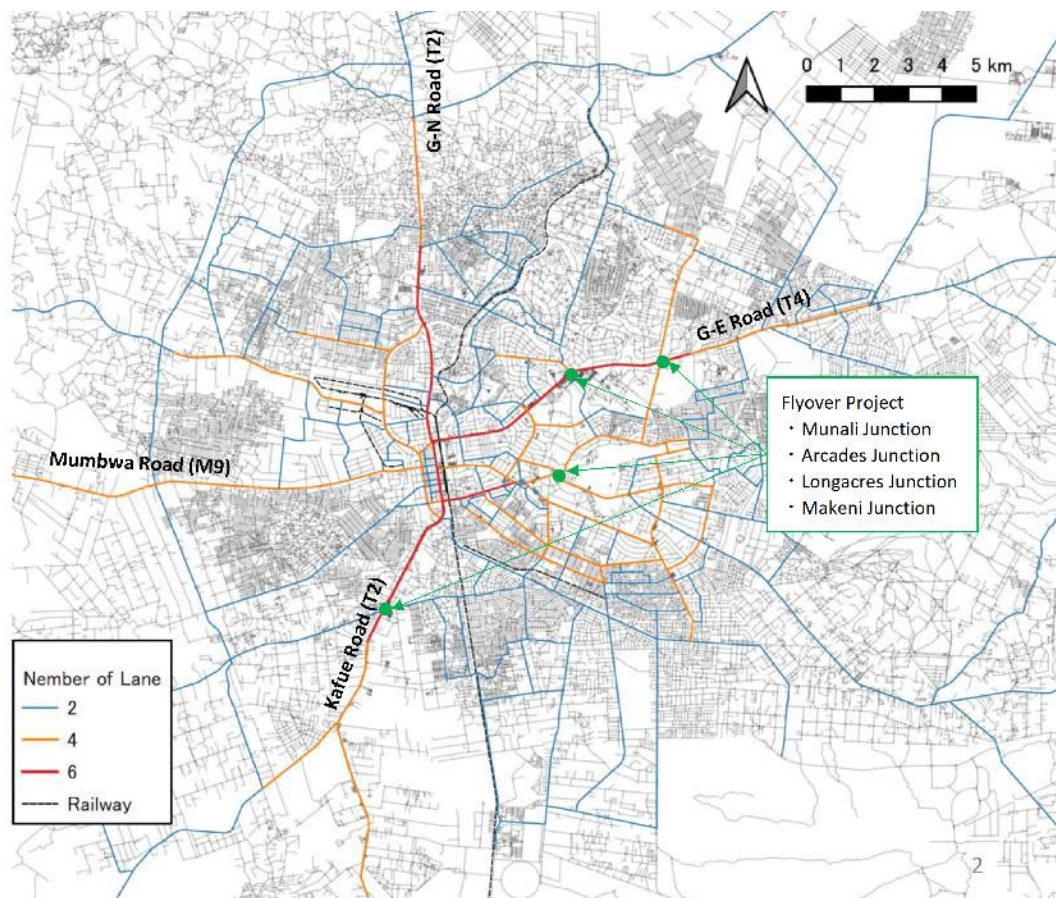 G-N Road (T2)
0 1 2 3 4 5 km
G-E Road (T4)
Flyover Project
・ Munali Junction
・ Arcades Junction
・ Longacres Junction
・ Makeni Junction
Mumbwa Road (M9)
Kafue Road (T2)
Nember of Lane
2
4
6
Railway
2